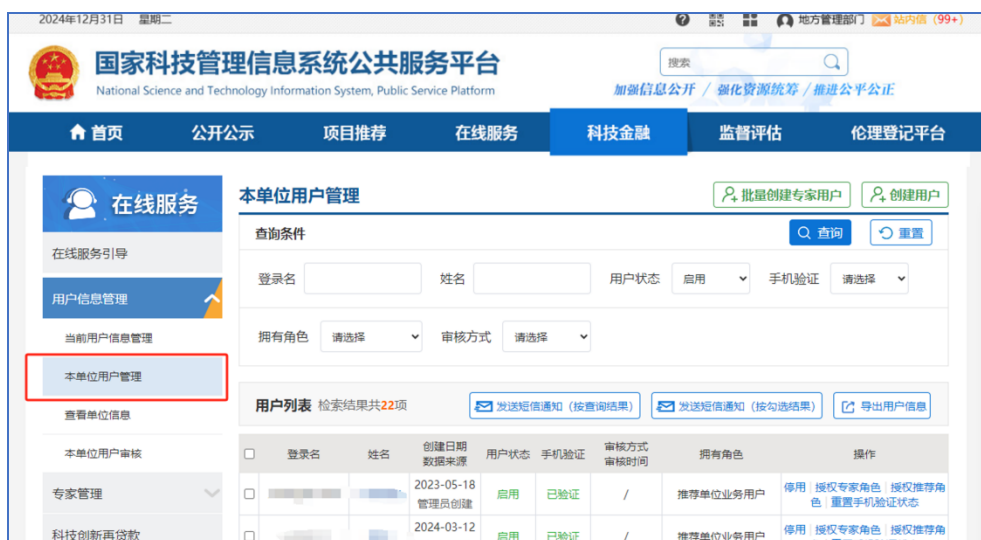 2024年12月31日 星期二 地方管理部门 站内信（99+）
国家科技管理信息系统公共服务平台
National Science and Technology Information System, Public Service Platform
搜索
加强信息公开 / 强化资源统筹 / 推进公平公正
首页 公开公示 项目推荐 在线服务 科技金融 监督评估 伦理登记平台
在线服务
在线服务引导
用户信息管理
当前用户信息管理
本单位用户管理
查看单位信息
本单位用户审核
专家管理
科技创新再贷款
本单位用户管理 批量创建专家用户 创建用户
查询条件 查询 重置
登录名 姓名 用户状态 启用 手机验证 请选择
拥有角色 请选择 审核方式 请选择
用户列表 检索结果共22项 发送短信通知（按查询结果） 发送短信通知（按勾选结果） 导出用户信息
登录名 姓名 创建日期 数据来源 用户状态 手机验证 审核方式 审核时间 拥有角色 操作
2023-05-18 管理员创建 启用 已验证 / 推荐单位业务用户 停用 授权专家角色 授权推荐角色 重置手机验证状态
2024-03-12 启用 已验证 / 推荐单位业务用户 停用 授权专家角色 授权推荐角